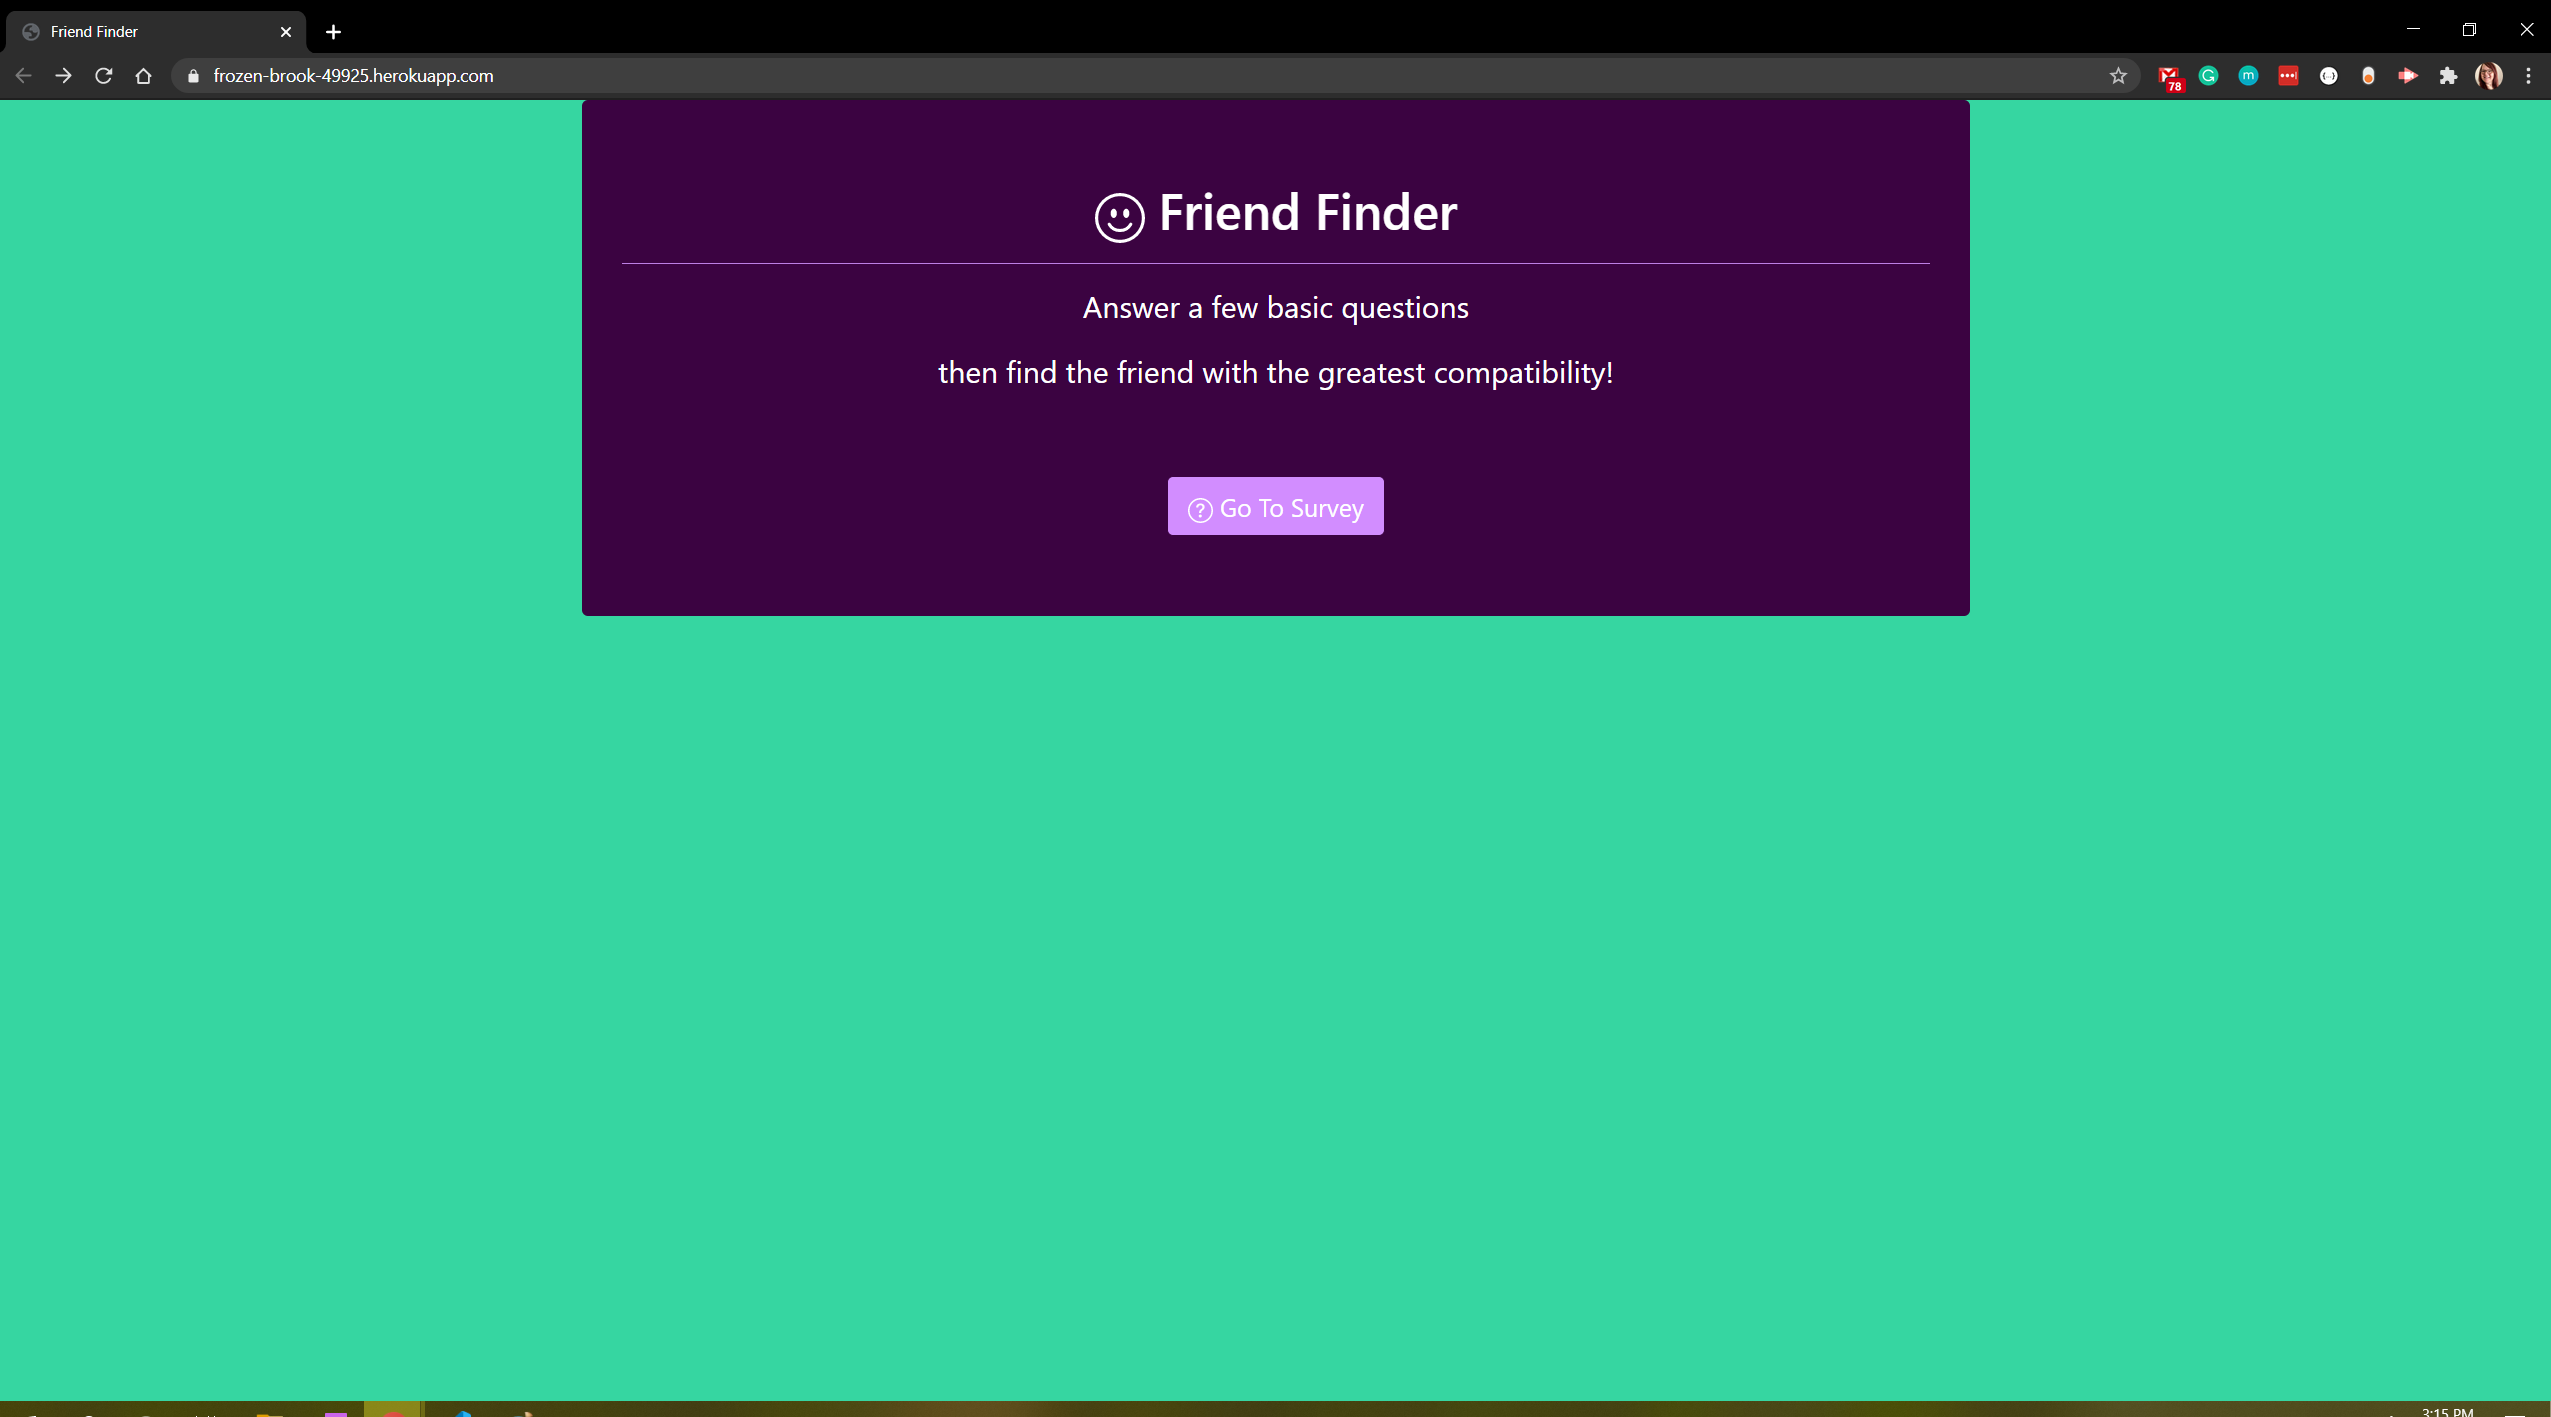 Friend Finder
frozen-brook-49925.herokuapp.com
78
m
Friend Finder
Answer a few basic questions
then find the friend with the greatest compatibility!
? Go To Survey
3:15 PM